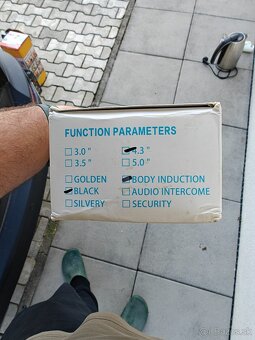 FUNCTION PARAMETERS
3.0" 4.3"
3.5" 5.0"
GOLDEN BODY INDUCTION
BLACK AUDIO INTERCOME
SILVERY SECURITY